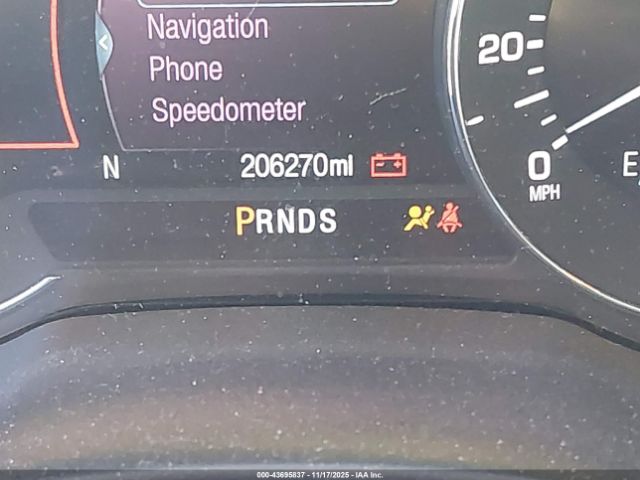 Navigation
Phone
Speedometer
20
N
206270mi
0
E
MPH
PRNDS
000-43695837 - 11/17/2025 - IAA Inc.